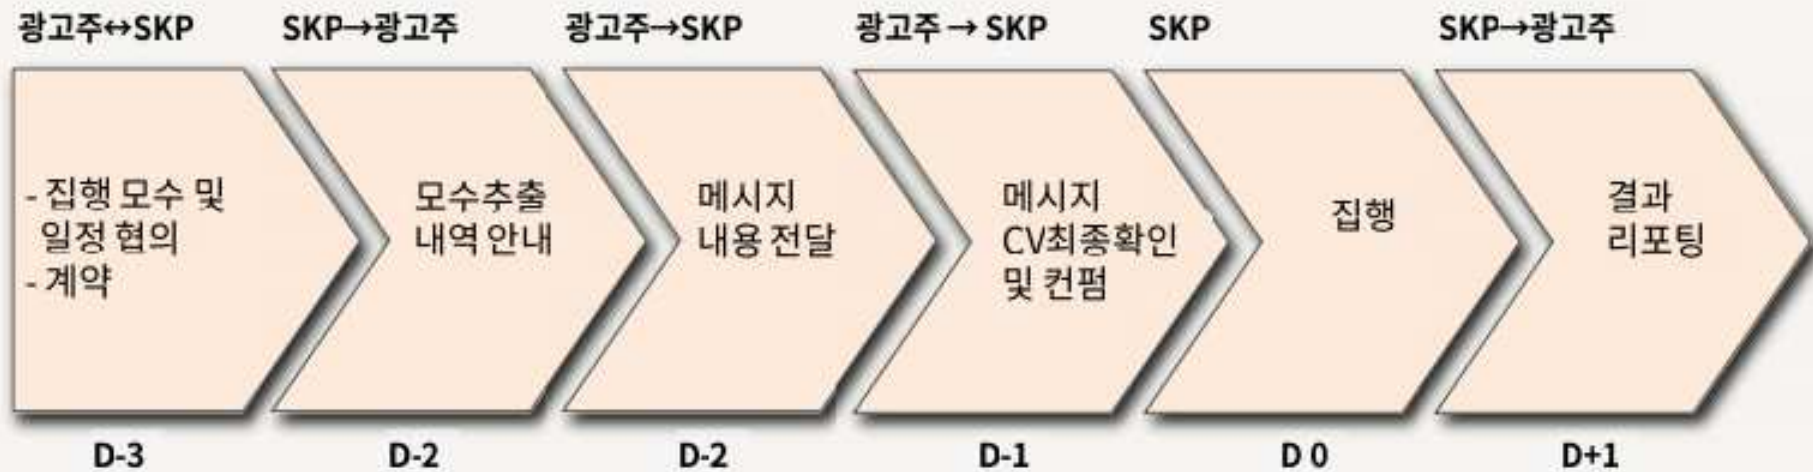 광고주↔SKP
SKP→광고주
광고주→SKP
광고주 → SKP
SKP
SKP→광고주
- 집행 모수 및
일정 협의
- 계약
모수추출
내역 안내
메시지
내용 전달
메시지
CV최종확인
및 컨펌
집행
결과
리포팅
D-3
D-2
D-2
D-1
D 0
D+1